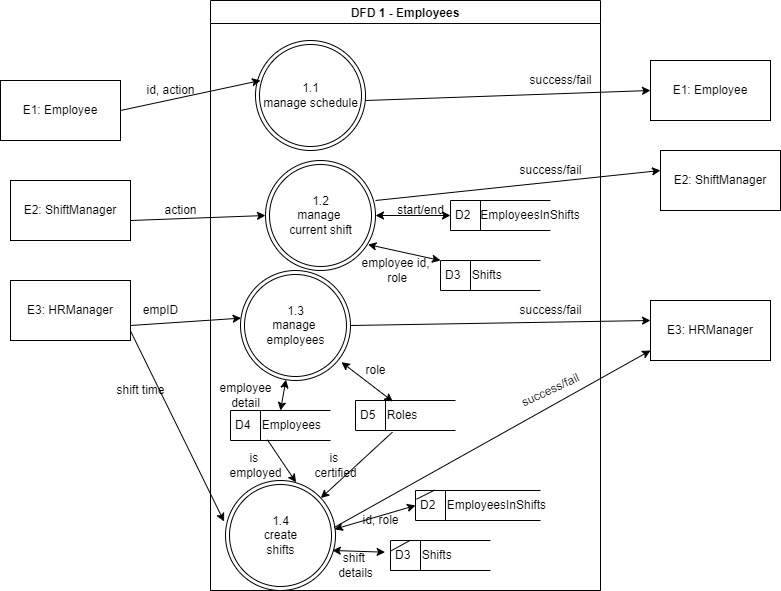 DFD 1 - Employees
1.1
manage schedule
E1: Employee
id, action
success/fail
E1: Employee
1.2
manage
current shift
E2: ShiftManager
action
success/fail
E2: ShiftManager
start/end
D2 EmployeesInShifts
employee id,
role
D3 Shifts
E3: HRManager
empID
1.3
manage
employees
success/fail
E3: HRManager
shift time
employee
detail
role
D4 Employees
D5 Roles
success/fail
is
employed
is
certified
1.4
create
shifts
id, role
D2 EmployeesInShifts
shift
details
D3 Shifts